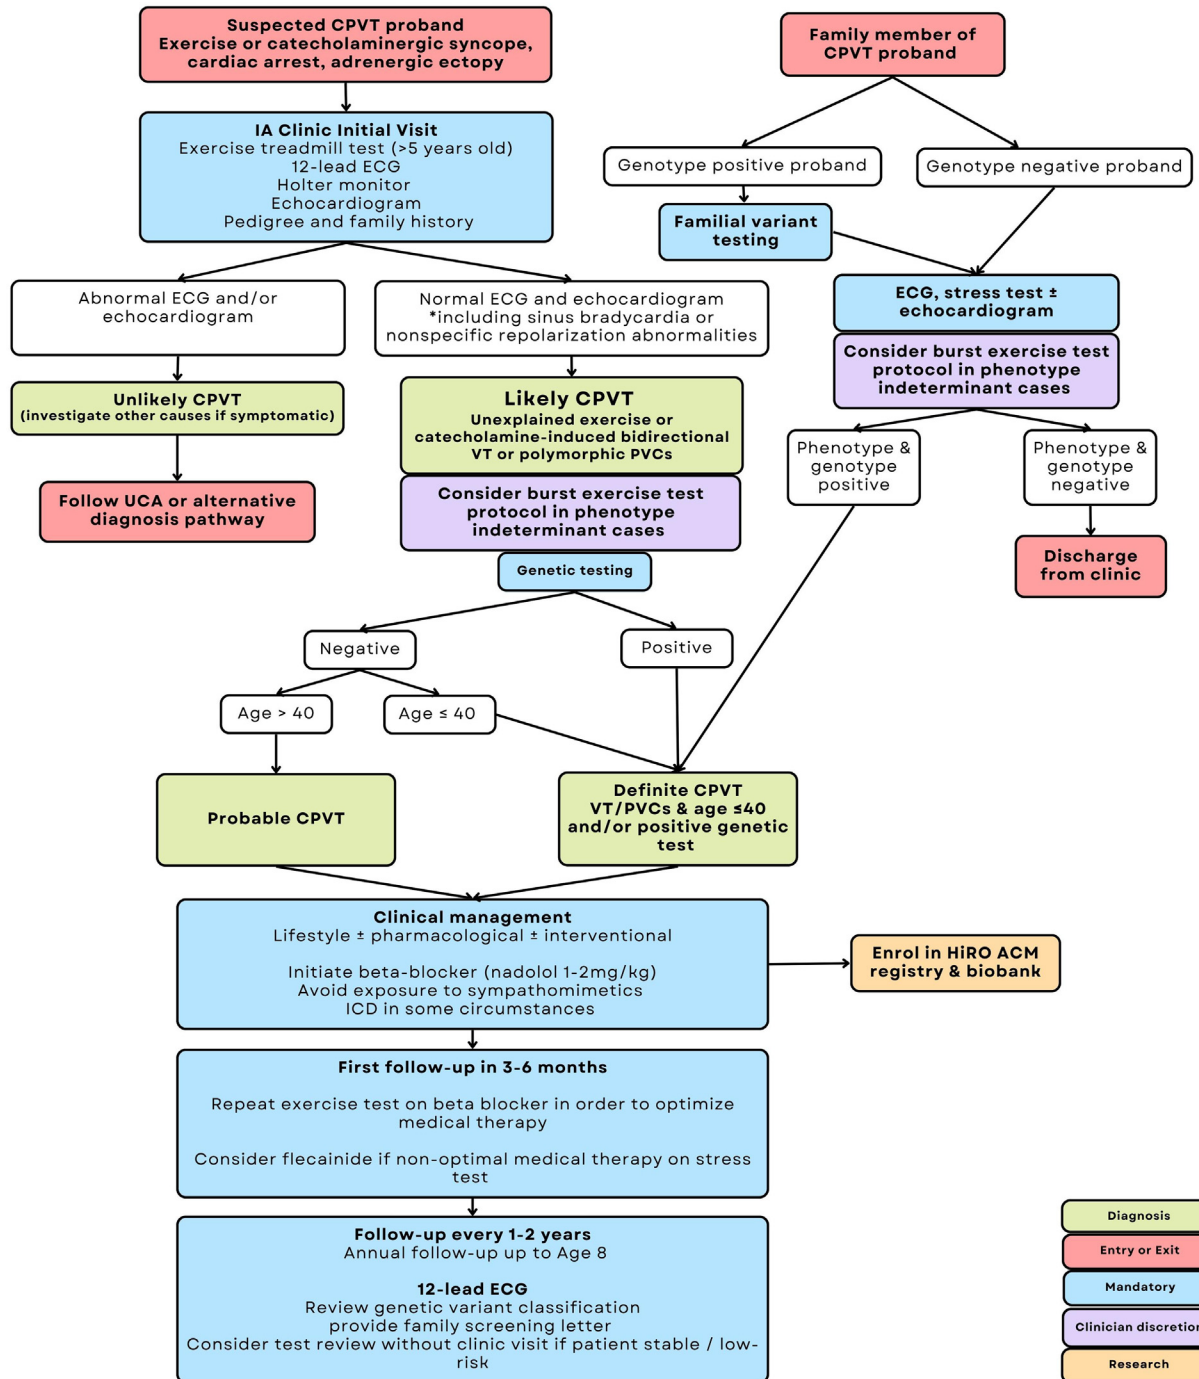 Suspected CPVT proband
Exercise or catecholaminergic syncope,
cardiac arrest, adrenergic ectopy
Family member of
CPVT proband
IA Clinic Initial Visit
Exercise treadmill test (>5 years old)
12-lead ECG
Holter monitor
Echocardiogram
Pedigree and family history
Genotype positive proband
Genotype negative proband
Familial variant
testing
Abnormal ECG and/or
echocardiogram
Normal ECG and echocardiogram
*including sinus bradycardia or
nonspecific repolarization abnormalities
ECG, stress test ±
echocardiogram
Consider burst exercise test
protocol in phenotype
indeterminant cases
Unlikely CPVT
(investigate other causes if symptomatic)
Likely CPVT
Unexplained exercise or
catecholamine-induced bidirectional
VT or polymorphic PVCs
Phenotype &
genotype
positive
Phenotype &
genotype
negative
Follow UCA or alternative
diagnosis pathway
Consider burst exercise test
protocol in phenotype
indeterminant cases
Discharge
from clinic
Genetic testing
Negative
Positive
Age > 40
Age ≤ 40
Probable CPVT
Definite CPVT
VT/PVCs & age ≤40
and/or positive genetic
test
Clinical management
Lifestyle ± pharmacological ± interventional
Initiate beta-blocker (nadolol 1-2mg/kg)
Avoid exposure to sympathomimetics
ICD in some circumstances
Enrol in HiRO ACM
registry & biobank
First follow-up in 3-6 months
Repeat exercise test on beta blocker in order to optimize
medical therapy
Consider flecainide if non-optimal medical therapy on stress
test
Follow-up every 1-2 years
Annual follow-up up to Age 8
12-lead ECG
Review genetic variant classification
provide family screening letter
Consider test review without clinic visit if patient stable / low-
risk
Diagnosis
Entry or Exit
Mandatory
Clinician discretion
Research